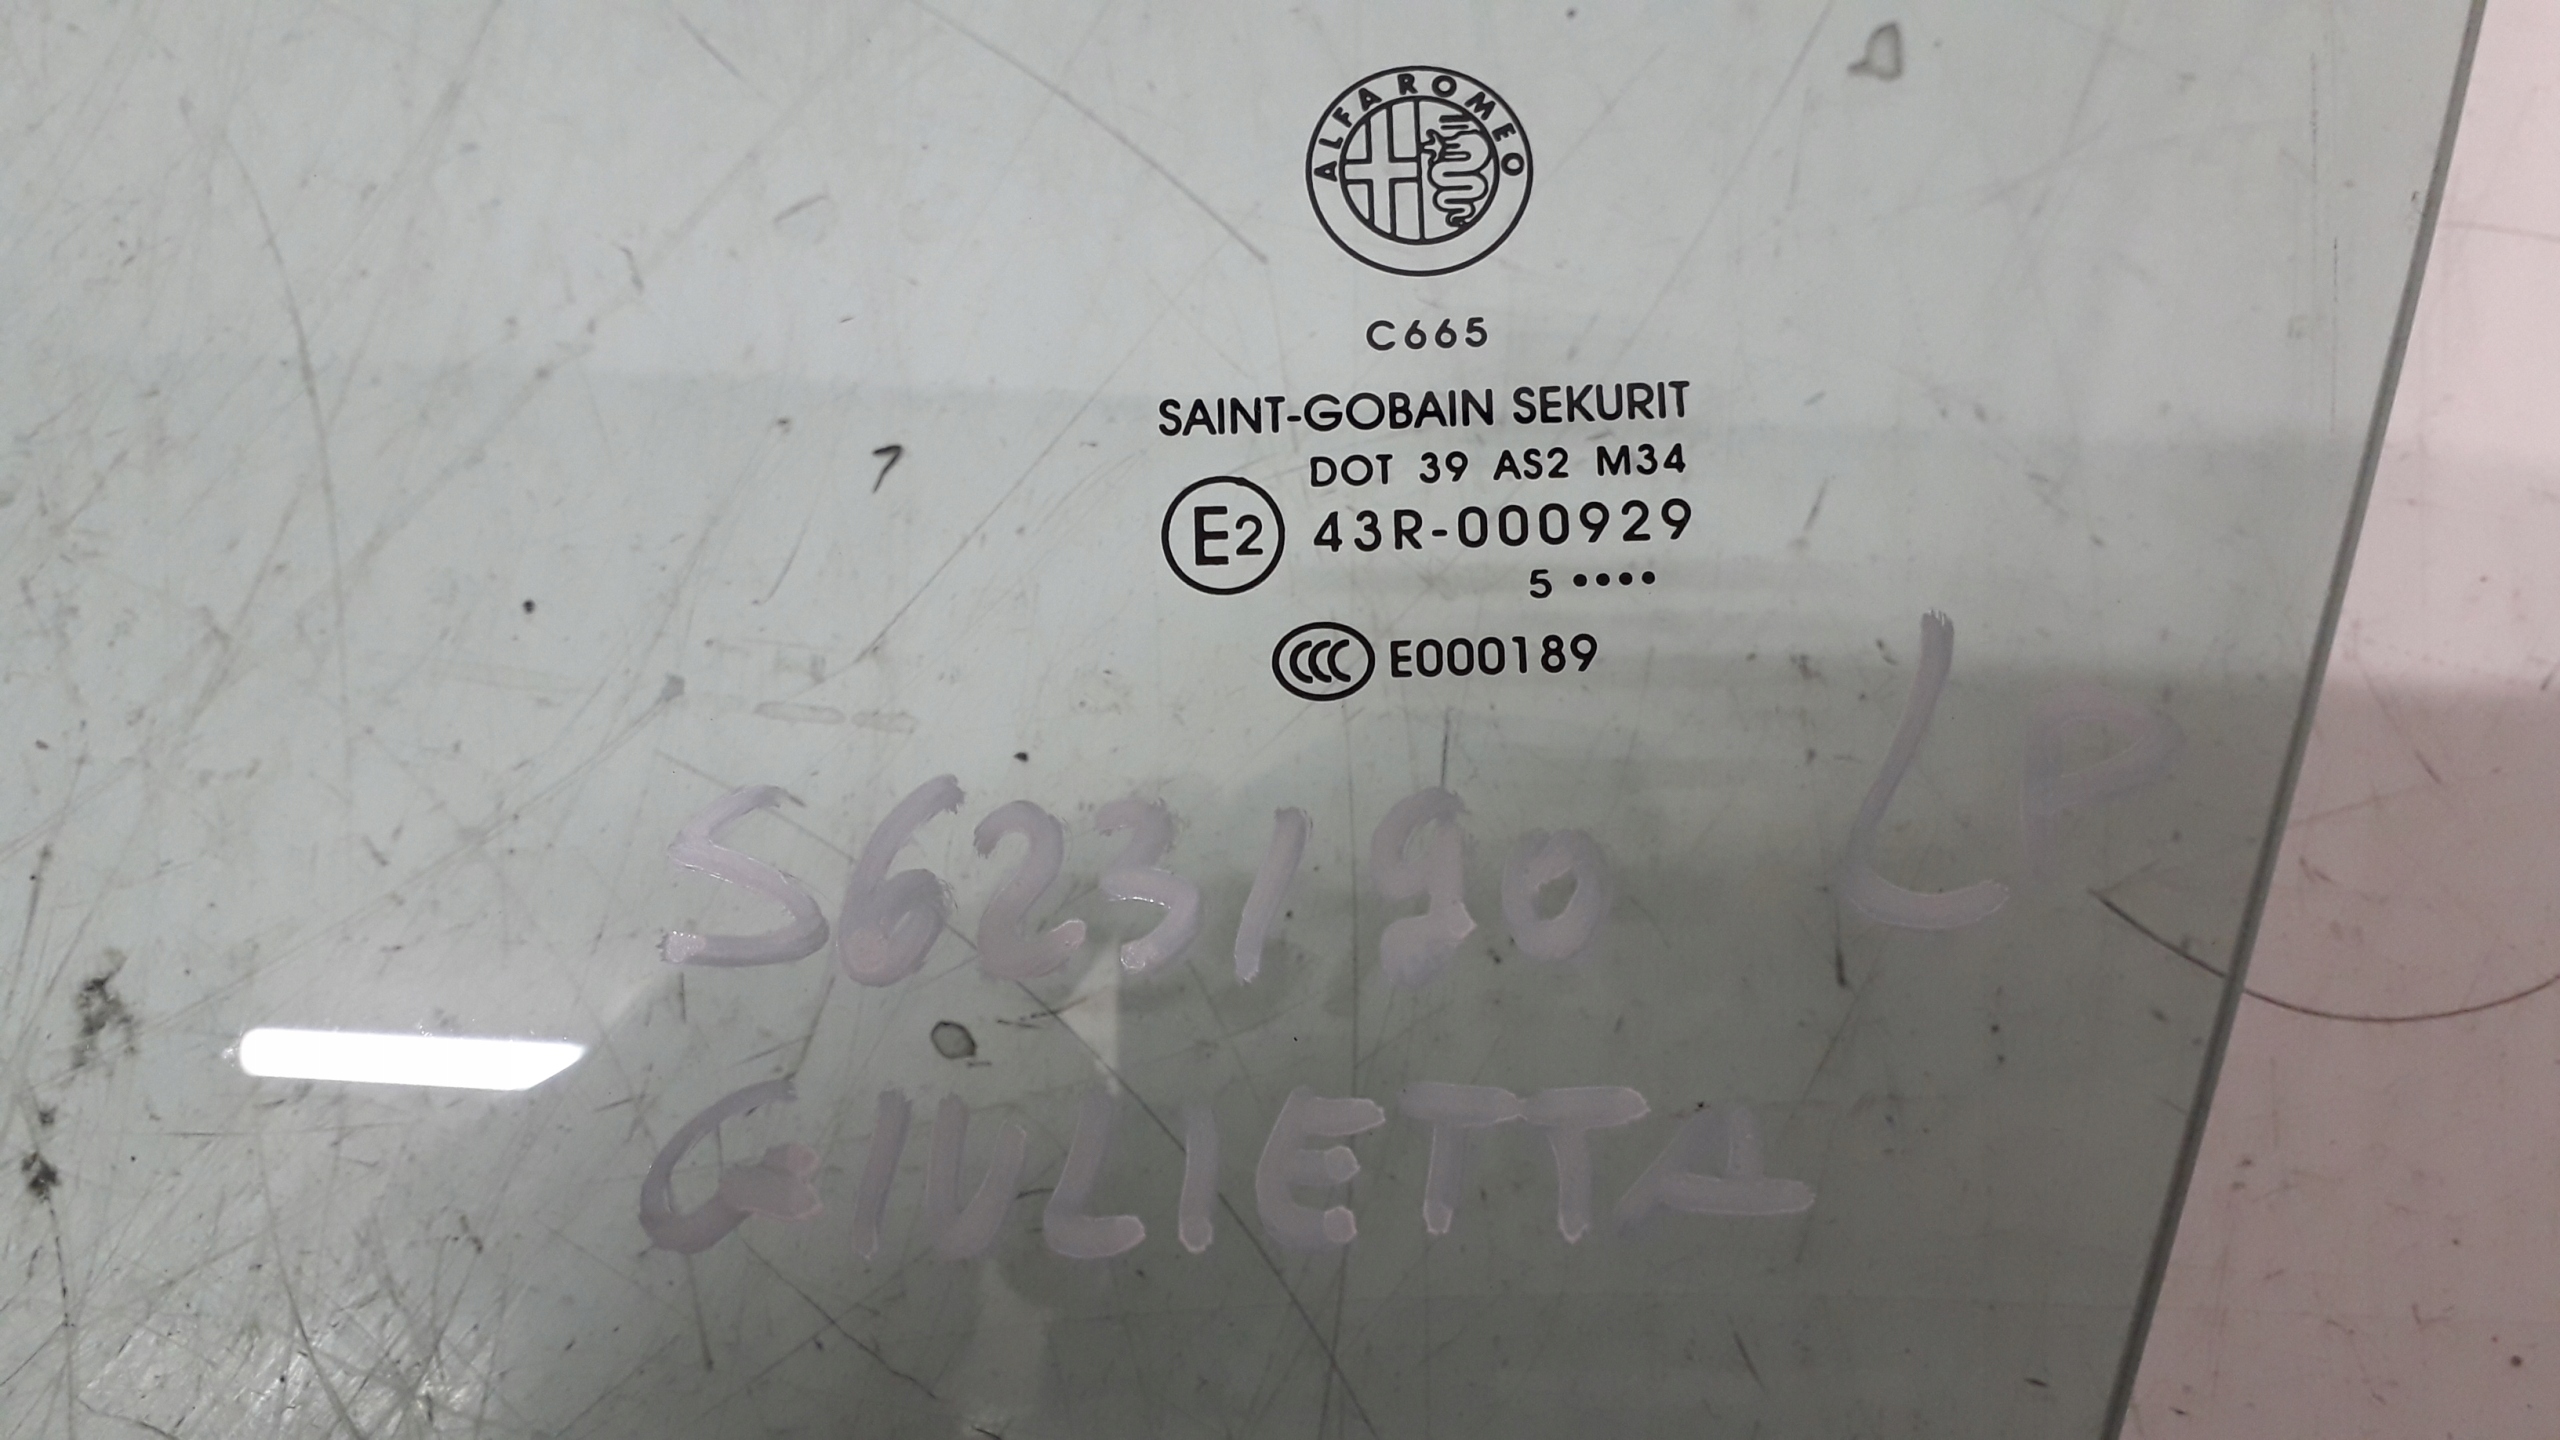 ALFA ROMEO
C665
SAINT-GOBAIN SEKURIT
DOT 39 AS2 M34
E2 43R-000929
5 ••••
CCC E000189
LP
S623190
GIULIETTA